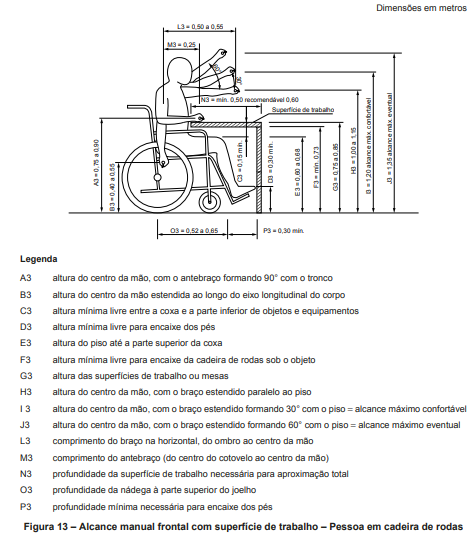 Dimensões em metros
L3 = 0,50 a 0,55
M3 = 0,25
60°
30°
N3 = mín. 0,50 recomendável 0,60
Superfície de trabalho
A3 = 0,75 a 0,90
B3 = 0,40 a 0,55
C3 = 0,15 mín.
D3 = 0,30 mín.
E3 = 0,60 a 0,68
F3 = mín. 0,73
G3 = 0,75 a 0,85
H3 = 1,00 a 1,15
I3 = 1,20 alcance máx. confortável
J3 = 1,35 alcance máx. eventual
O3 = 0,52 a 0,65
P3 = 0,30 mín.
Legenda
A3 altura do centro da mão, com o antebraço formando 90° com o tronco
B3 altura do centro da mão estendida ao longo do eixo longitudinal do corpo
C3 altura mínima livre entre a coxa e a parte inferior de objetos e equipamentos
D3 altura mínima livre para encaixe dos pés
E3 altura do piso até a parte superior da coxa
F3 altura mínima livre para encaixe da cadeira de rodas sob o objeto
G3 altura das superfícies de trabalho ou mesas
H3 altura do centro da mão, com o braço estendido paralelo ao piso
I 3 altura do centro da mão, com o braço estendido formando 30° com o piso = alcance máximo confortável
J3 altura do centro da mão, com o braço estendido formando 60° com o piso = alcance máximo eventual
L3 comprimento do braço na horizontal, do ombro ao centro da mão
M3 comprimento do antebraço (do centro do cotovelo ao centro da mão)
N3 profundidade da superfície de trabalho necessária para aproximação total
O3 profundidade da nádega à parte superior do joelho
P3 profundidade mínima necessária para encaixe dos pés
Figura 13 – Alcance manual frontal com superfície de trabalho – Pessoa em cadeira de rodas